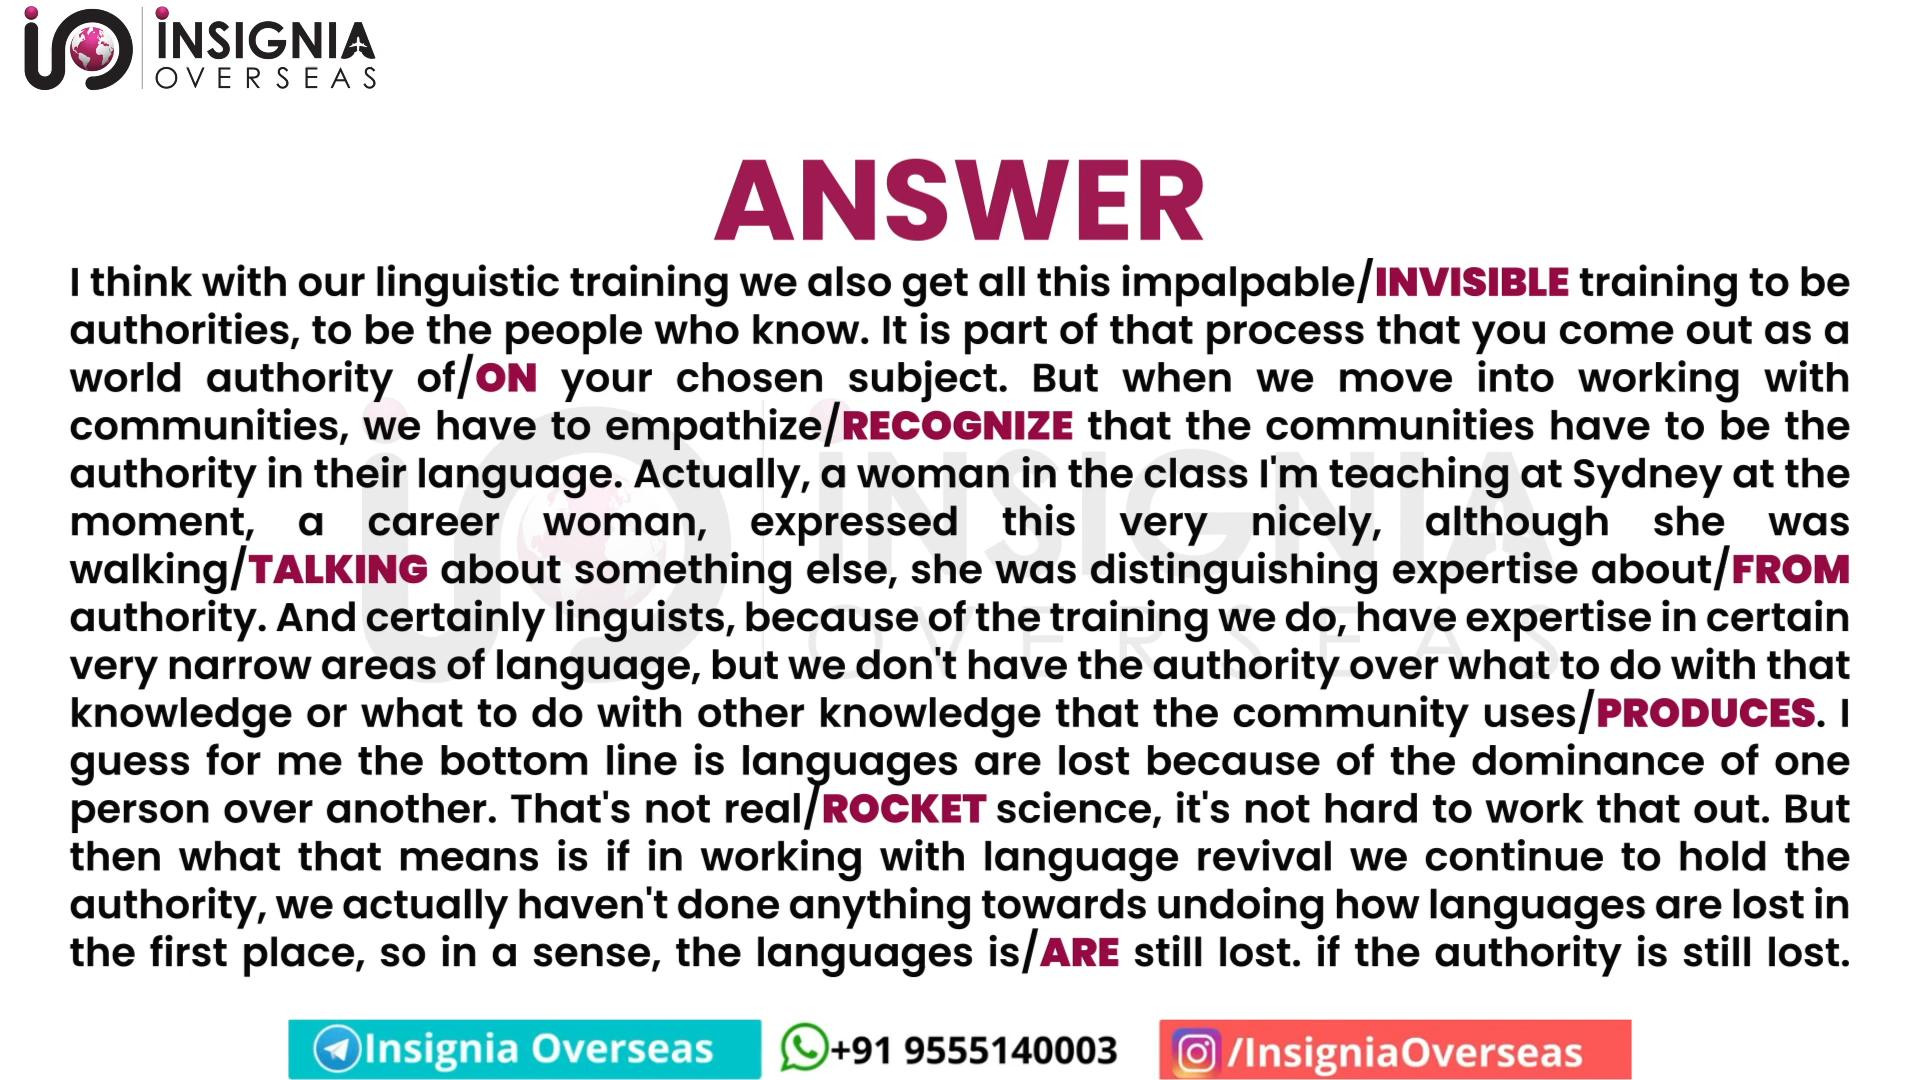 INSIGNIA
OVERSEAS
ANSWER
I think with our linguistic training we also get all this impalpable/INVISIBLE training to be
authorities, to be the people who know. It is part of that process that you come out as a
world authority of/ON your chosen subject. But when we move into working with
communities, we have to empathize/RECOGNIZE that the communities have to be the
authority in their language. Actually, a woman in the class I'm teaching at Sydney at the
moment, a career woman, expressed this very nicely, although she was
walking/TALKING about something else, she was distinguishing expertise about/FROM
authority. And certainly linguists, because of the training we do, have expertise in certain
very narrow areas of language, but we don't have the authority over what to do with that
knowledge or what to do with other knowledge that the community uses/PRODUCES. I
guess for me the bottom line is languages are lost because of the dominance of one
person over another. That's not real/ROCKET science, it's not hard to work that out. But
then what that means is if in working with language revival we continue to hold the
authority, we actually haven't done anything towards undoing how languages are lost in
the first place, so in a sense, the languages is/ARE still lost. if the authority is still lost.
Insignia Overseas
+91 9555140003
/InsigniaOverseas